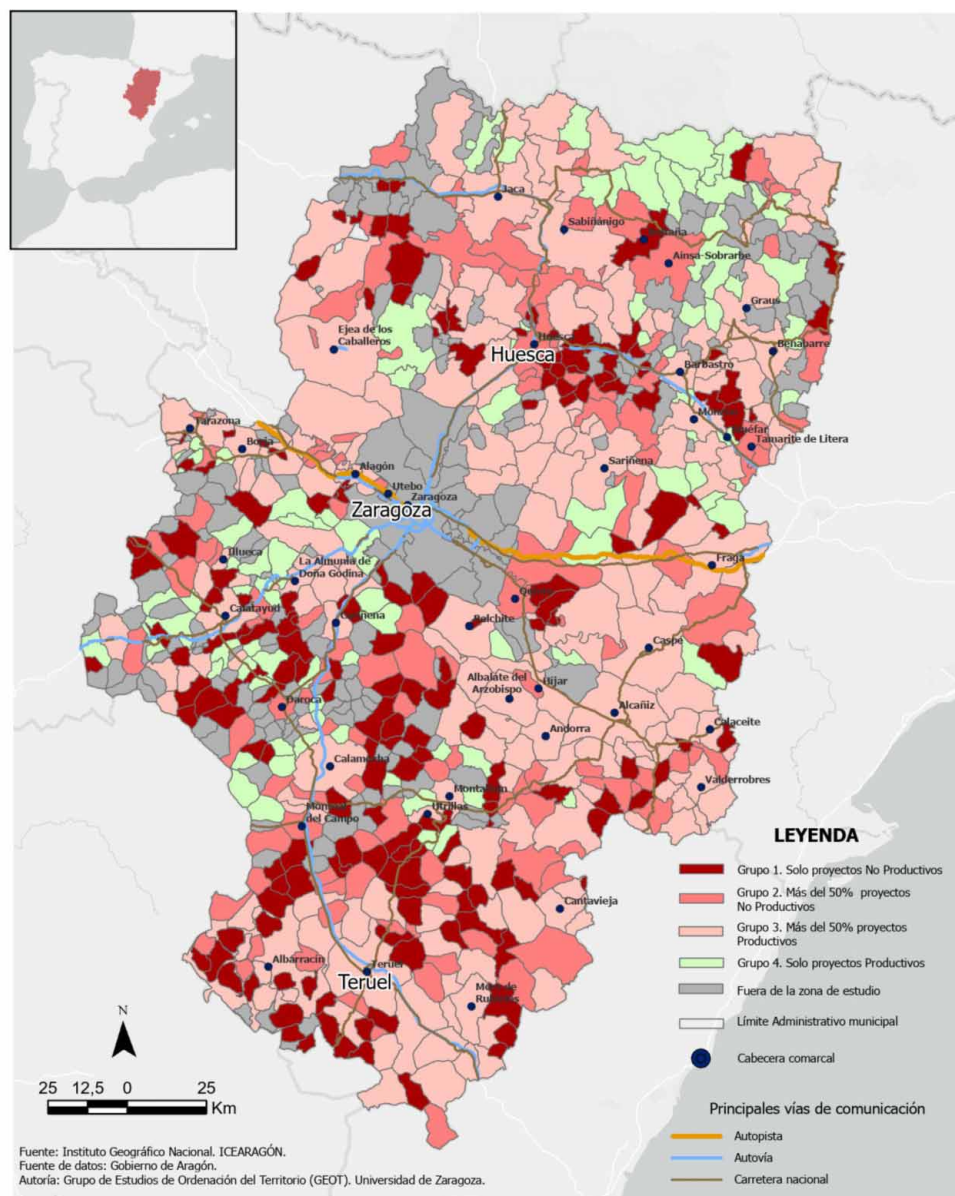 Jaca
Sabiñánigo
Boltaña
Aínsa-Sobrarbe
Graus
Ejea de los
Caballeros
Huesca
Huesca
Benabarre
Barbastro
Monzón
Binéfar
Tamarite de Litera
Tarazona
Borja
Alagón
Utebo
Zaragoza
Zaragoza
Sariñena
Illueca
La Almunia de
Doña Godina
Fraga
Calatayud
Cariñena
Quinto
Belchite
Caspe
Albalate del
Arzobispo
Híjar
Daroca
Alcañiz
Andorra
Calaceite
Calamocha
Valderrobres
Montalbán
Utrillas
Monreal
del Campo
Cantavieja
Albarracín
Teruel
Teruel
Mora de
Rubielos
LEYENDA
Grupo 1. Solo proyectos No Productivos
Grupo 2. Más del 50% proyectos
No Productivos
Grupo 3. Más del 50% proyectos
Productivos
Grupo 4. Solo proyectos Productivos
Fuera de la zona de estudio
Límite Administrativo municipal
Cabecera comarcal
Principales vías de comunicación
Autopista
Autovía
Carretera nacional
N
25 12,5 0 25
Km
Fuente: Instituto Geográfico Nacional. ICEARAGÓN.
Fuente de datos: Gobierno de Aragón.
Autoría: Grupo de Estudios de Ordenación del Territorio (GEOT). Universidad de Zaragoza.